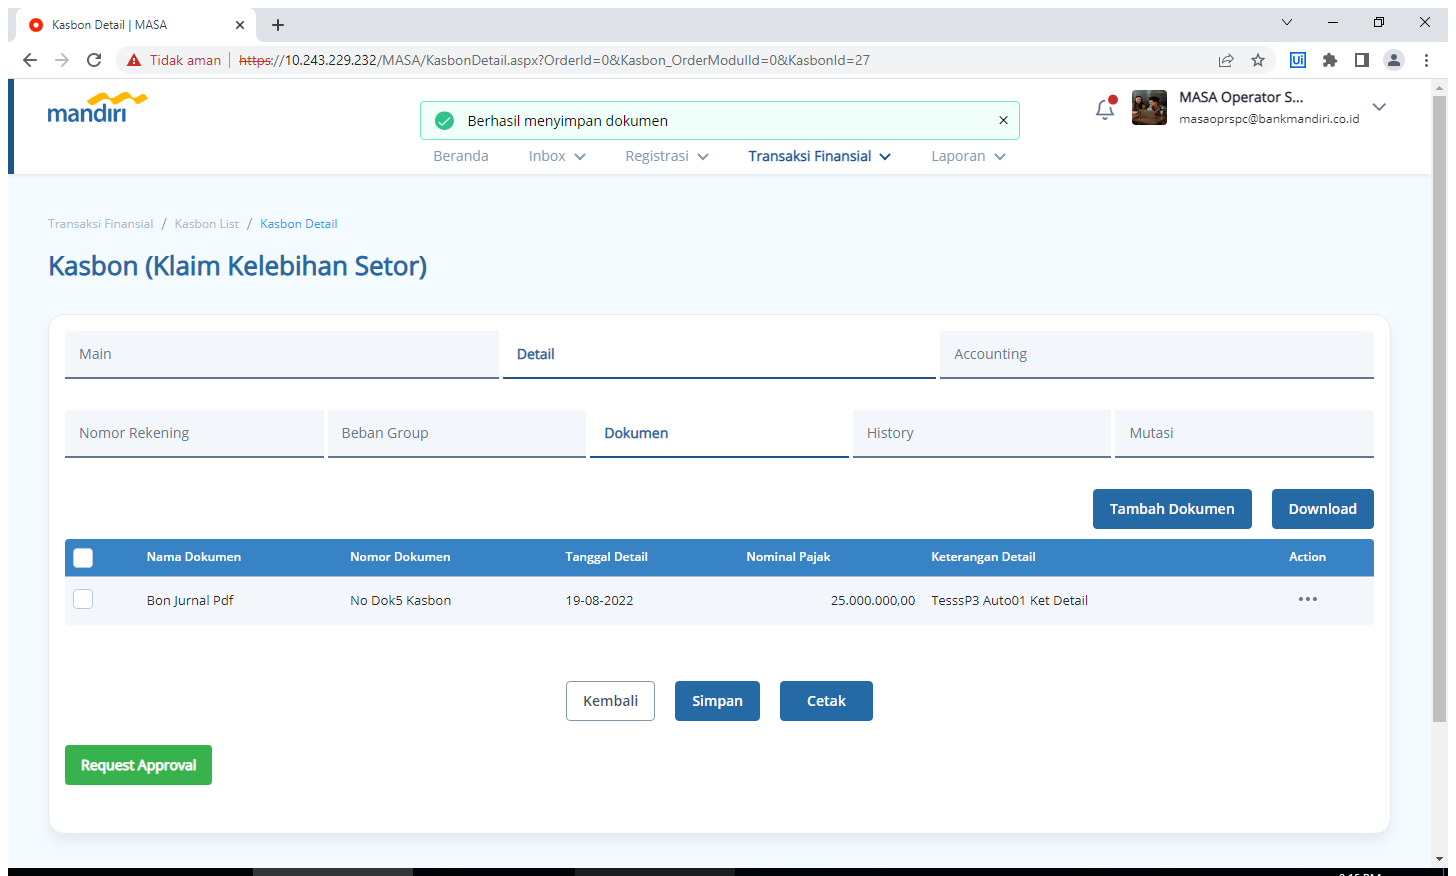 Kasbon Detail | MASA
Tidak aman | https://10.243.229.232/MASA/KasbonDetail.aspx?OrderId=0&Kasbon_OrderModulId=0&KasbonId=27
mandiri
Berhasil menyimpan dokumen
MASA Operator S...
masaoprspc@bankmandiri.co.id
Beranda Inbox Registrasi Transaksi Finansial Laporan
Transaksi Finansial / Kasbon List / Kasbon Detail
Kasbon (Klaim Kelebihan Setor)
Main Detail Accounting
Nomor Rekening Beban Group Dokumen History Mutasi
Tambah Dokumen Download
Nama Dokumen Nomor Dokumen Tanggal Detail Nominal Pajak Keterangan Detail Action
Bon Jurnal Pdf No Dok5 Kasbon 19-08-2022 25.000.000,00 TesssP3 Auto01 Ket Detail
Kembali Simpan Cetak
Request Approval